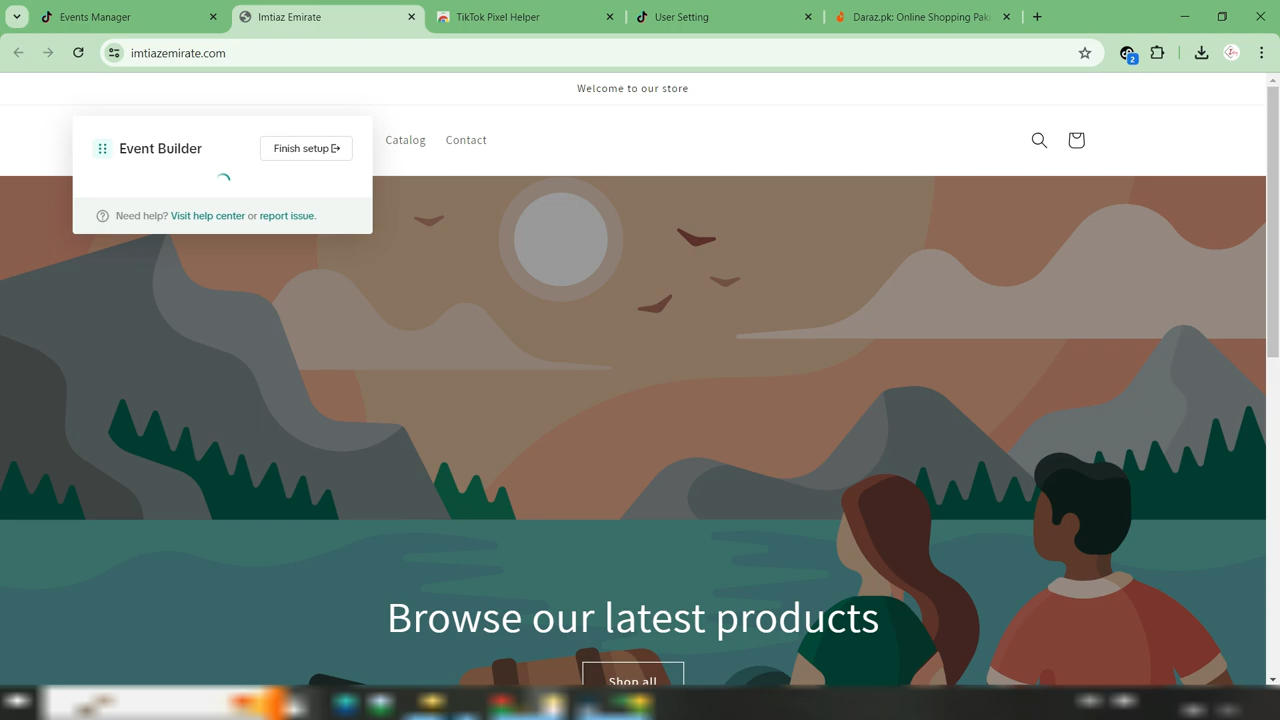 Events Manager
Imtiaz Emirate
TikTok Pixel Helper
User Setting
Daraz.pk: Online Shopping Pak
imtiazemirate.com
2
Welcome to our store
Event Builder
Finish setup
Catalog
Contact
Need help? Visit help center or report issue.
Browse our latest products
Shop all